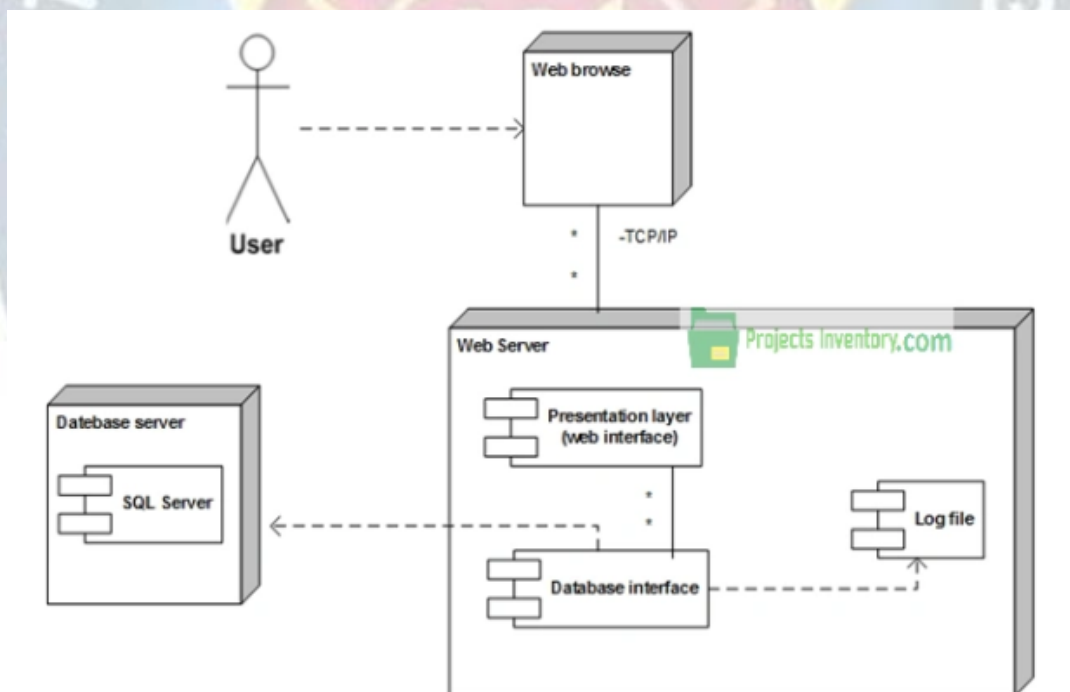 Web browse
User
*
-TCP/IP
*
Web Server
Projects Inventory.com
Presentation layer
(web interface)
Datebase server
SQL Server
*
*
Log file
Database interface